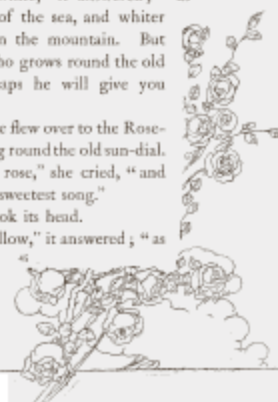 of the sea, and whiter
n the mountain. But
ho grows round the old
aps he will give you
e flew over to the Rose-
g round the old sun-dial.
rose," she cried, "and
sweetest song."
ok its head.
llow," it answered; "as